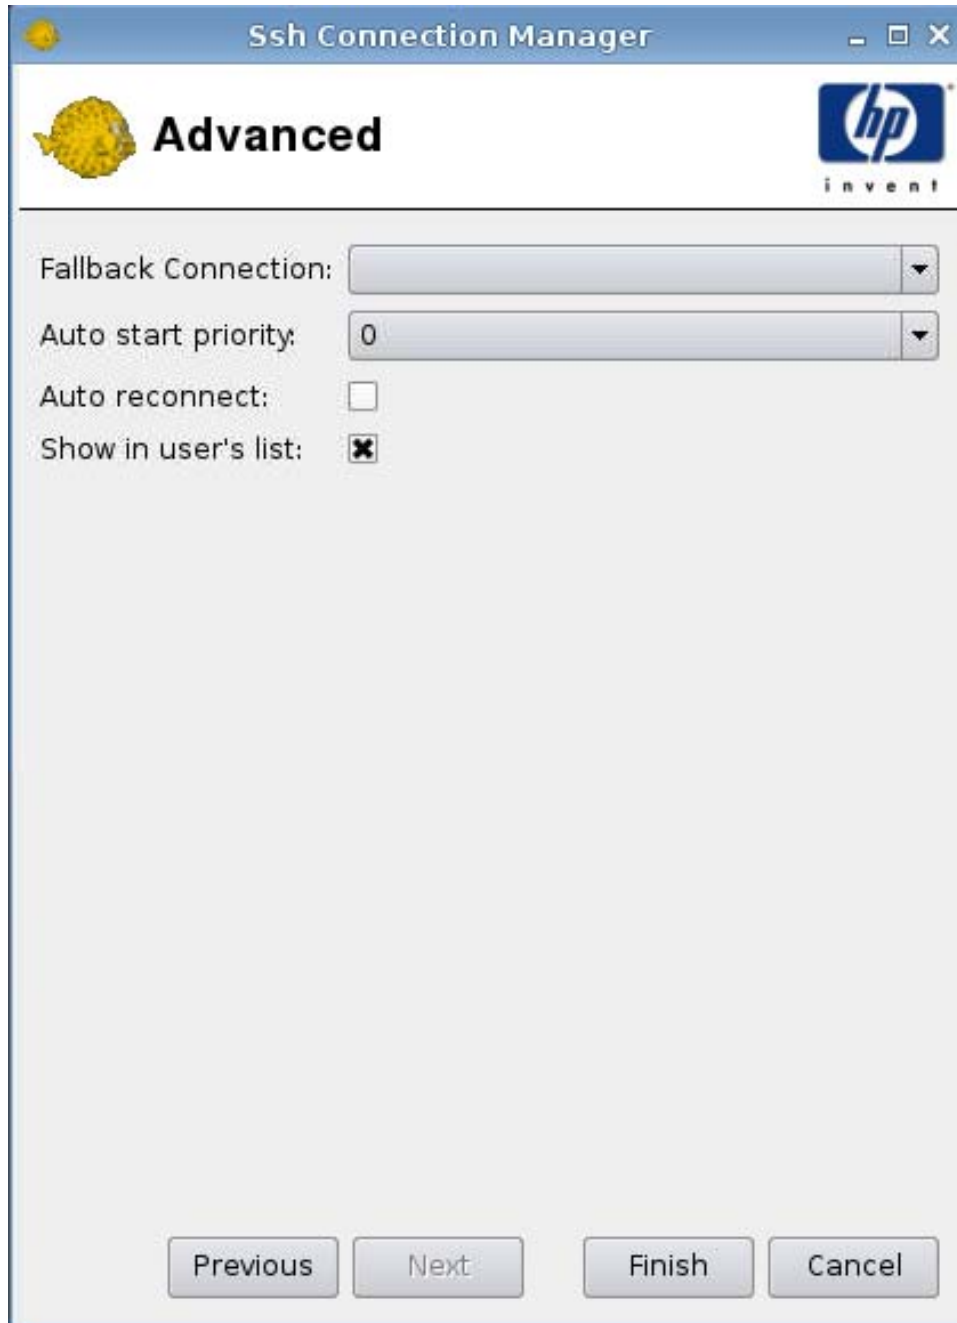 Ssh Connection Manager
Advanced
hp
invent
Fallback Connection:
Auto start priority: 0
Auto reconnect:
Show in user's list:
Previous Next Finish Cancel